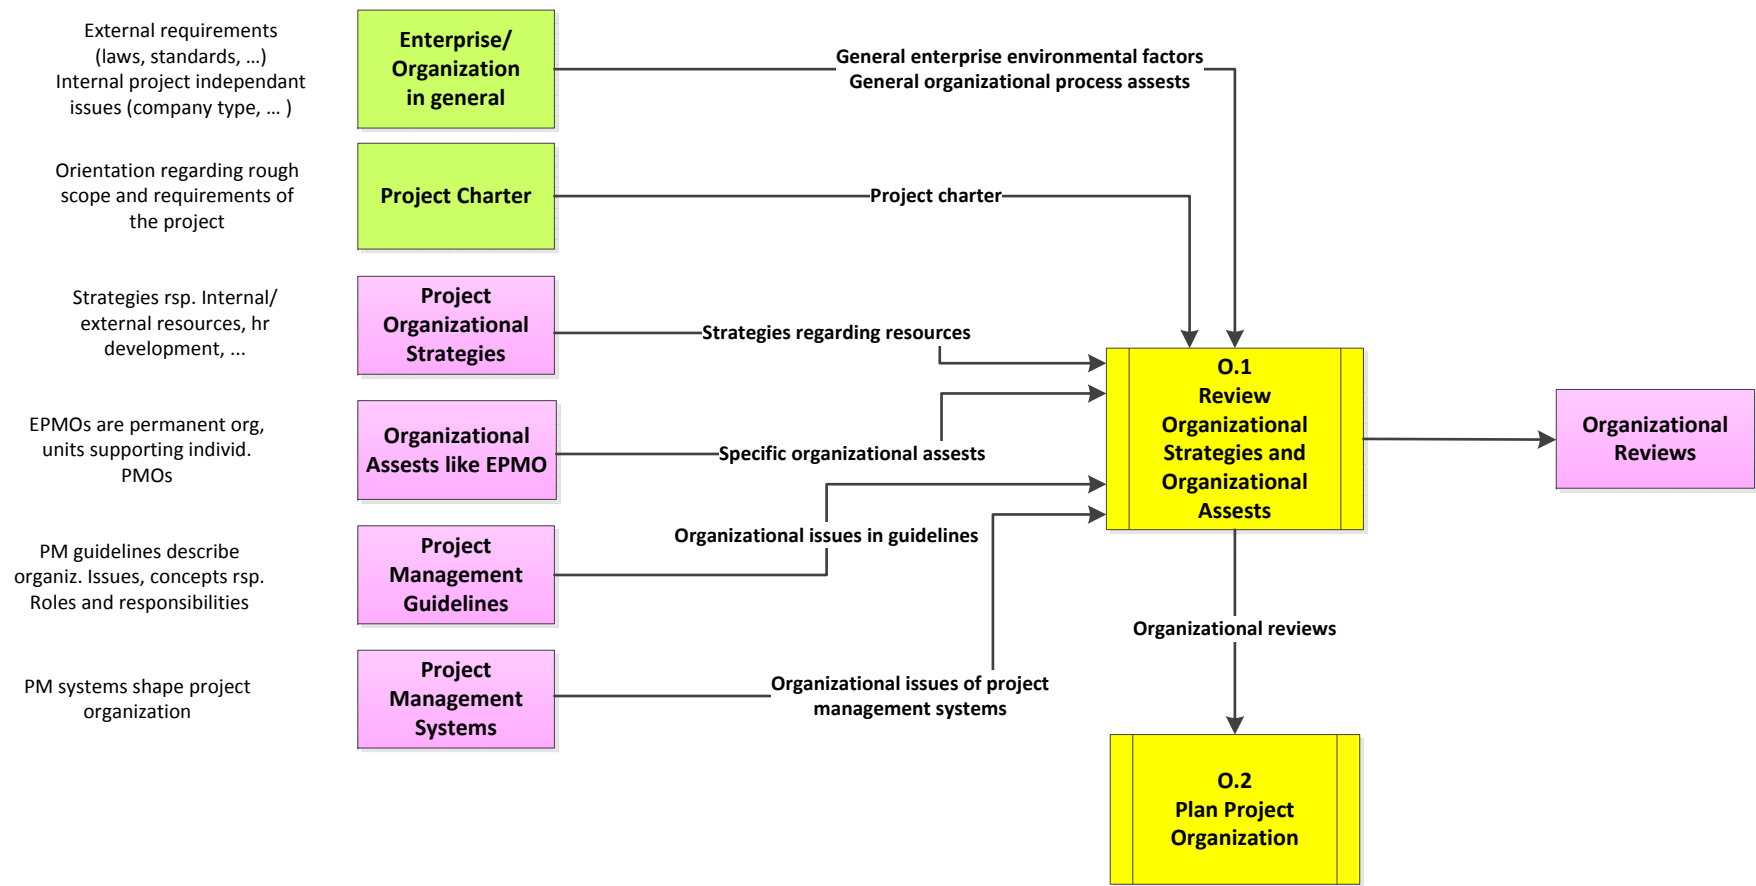 External requirements
(laws, standards, …)
Internal project independant
issues (company type, … )
Enterprise/
Organization
in general
General enterprise environmental factors
General organizational process assests
Orientation regarding rough
scope and requirements of
the project
Project Charter
Project charter
Strategies rsp. Internal/
external resources, hr
development, ...
Project
Organizational
Strategies
Strategies regarding resources
EPMOs are permanent org,
units supporting individ.
PMOs
Organizational
Assests like EPMO
Specific organizational assests
PM guidelines describe
organiz. Issues, concepts rsp.
Roles and responsibilities
Project
Management
Guidelines
Organizational issues in guidelines
PM systems shape project
organization
Project
Management
Systems
Organizational issues of project
management systems
O.1
Review
Organizational
Strategies and
Organizational
Assests
Organizational
Reviews
Organizational reviews
O.2
Plan Project
Organization